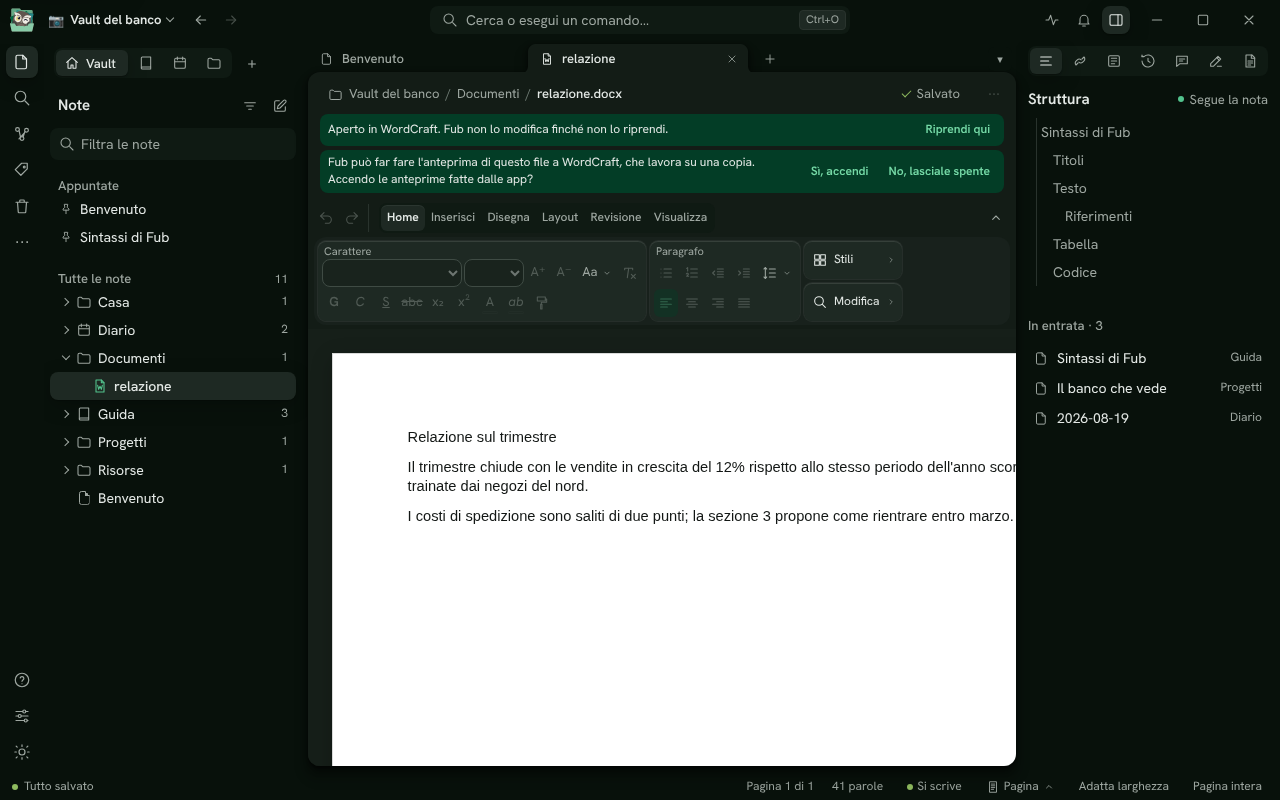 Vault del banco
Cerca o esegui un comando...
Ctrl+O
Vault
Benvenuto
relazione
Note
Filtra le note
Appuntate
Benvenuto
Sintassi di Fub
Tutte le note 11
Casa 1
Diario 2
Documenti 1
relazione
Guida 3
Progetti 1
Risorse 1
Benvenuto
Vault del banco / Documenti / relazione.docx
Salvato
Aperto in WordCraft. Fub non lo modifica finché non lo riprendi.
Riprendi qui
Fub può far fare l'anteprima di questo file a WordCraft, che lavora su una copia.
Accendo le anteprime fatte dalle app?
Sì, accendi
No, lasciale spente
Home Inserisci Disegna Layout Revisione Visualizza
Carattere
Paragrafo
A+ A- Aa Tx
Stili
G C S abc x₂ x² A ab
Modifica
Relazione sul trimestre
Il trimestre chiude con le vendite in crescita del 12% rispetto allo stesso periodo dell'anno scor
trainate dai negozi del nord.
I costi di spedizione sono saliti di due punti; la sezione 3 propone come rientrare entro marzo.
Struttura
Segue la nota
Sintassi di Fub
Titoli
Testo
Riferimenti
Tabella
Codice
In entrata · 3
Sintassi di Fub Guida
Il banco che vede Progetti
2026-08-19 Diario
Tutto salvato
Pagina 1 di 1
41 parole
Si scrive
Pagina
Adatta larghezza
Pagina intera